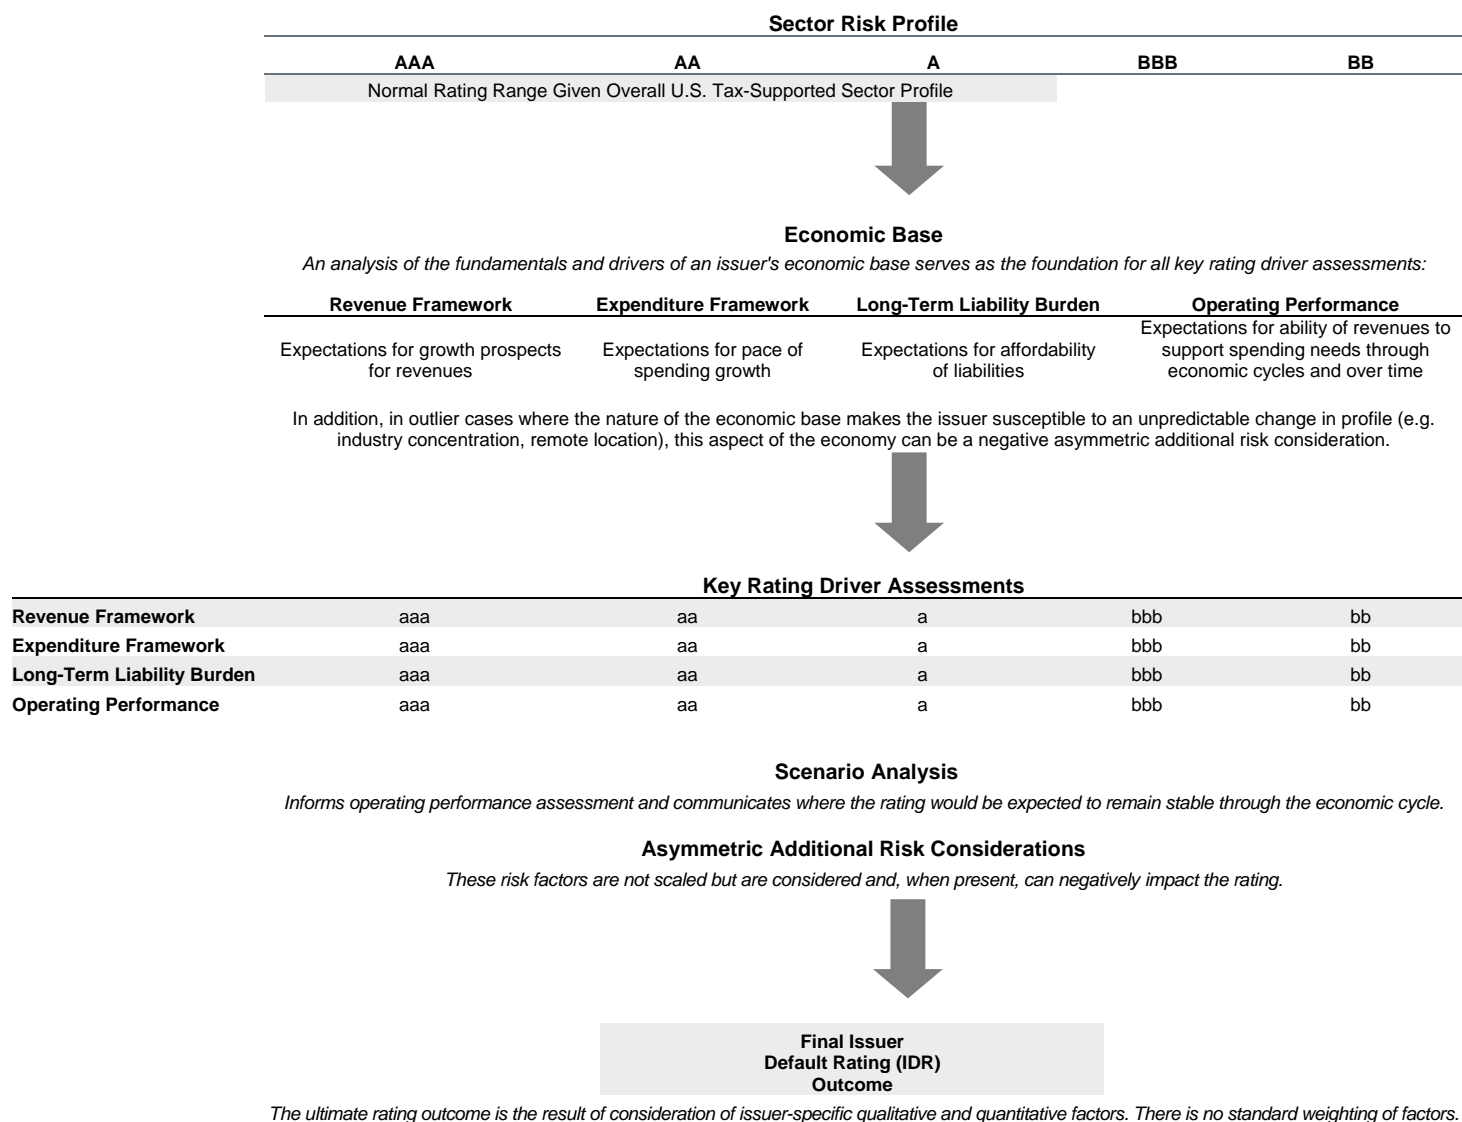 Sector Risk Profile
AAA AA A BBB BB
Normal Rating Range Given Overall U.S. Tax-Supported Sector Profile
Economic Base
An analysis of the fundamentals and drivers of an issuer's economic base serves as the foundation for all key rating driver assessments:
Revenue Framework Expenditure Framework Long-Term Liability Burden Operating Performance
Expectations for growth prospects
for revenues
Expectations for pace of
spending growth
Expectations for affordability
of liabilities
Expectations for ability of revenues to
support spending needs through
economic cycles and over time
In addition, in outlier cases where the nature of the economic base makes the issuer susceptible to an unpredictable change in profile (e.g.
industry concentration, remote location), this aspect of the economy can be a negative asymmetric additional risk consideration.
Key Rating Driver Assessments
Revenue Framework aaa aa a bbb bb
Expenditure Framework aaa aa a bbb bb
Long-Term Liability Burden aaa aa a bbb bb
Operating Performance aaa aa a bbb bb
Scenario Analysis
Informs operating performance assessment and communicates where the rating would be expected to remain stable through the economic cycle.
Asymmetric Additional Risk Considerations
These risk factors are not scaled but are considered and, when present, can negatively impact the rating.
Final Issuer
Default Rating (IDR)
Outcome
The ultimate rating outcome is the result of consideration of issuer-specific qualitative and quantitative factors. There is no standard weighting of factors.